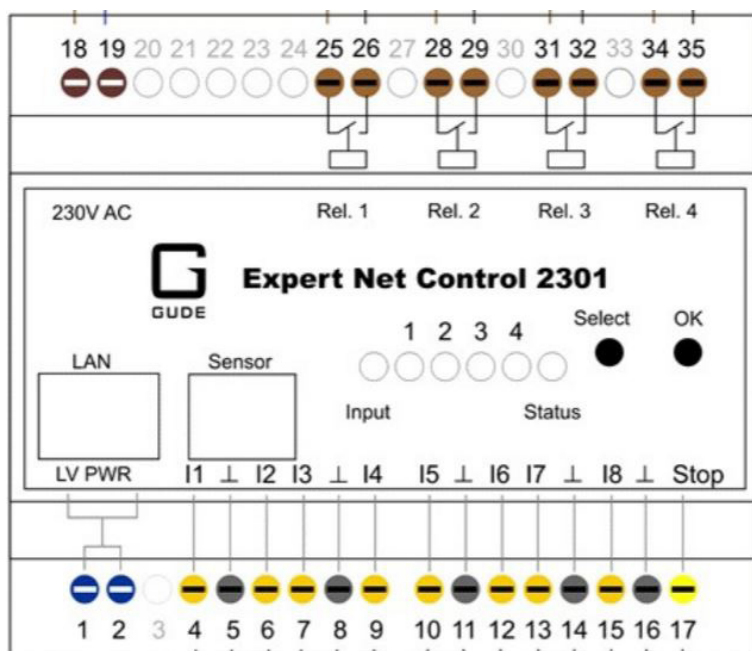 18 19 20 21 22 23 24 25 26 27 28 29 30 31 32 33 34 35
230V AC Rel. 1 Rel. 2 Rel. 3 Rel. 4
GUDE
Expert Net Control 2301
1 2 3 4 Select OK
LAN Sensor
Input Status
LV PWR I1 ⊥ I2 I3 ⊥ I4 I5 ⊥ I6 I7 ⊥ I8 ⊥ Stop
1 2 3 4 5 6 7 8 9 10 11 12 13 14 15 16 17